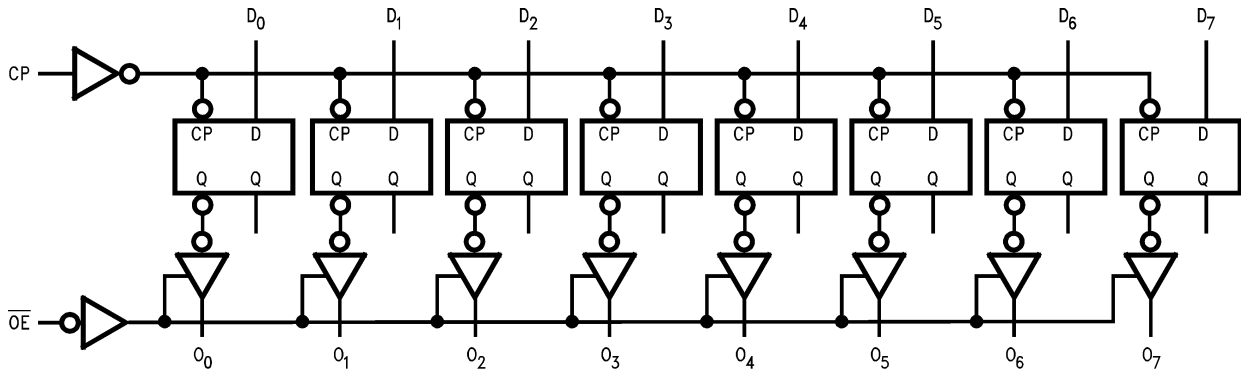 D0 D1 D2 D3 D4 D5 D6 D7
CP
CP D CP D CP D CP D CP D CP D CP D CP D
Q Q Q Q Q Q Q Q Q Q Q Q Q Q Q Q
O̅E̅
O0 O1 O2 O3 O4 O5 O6 O7